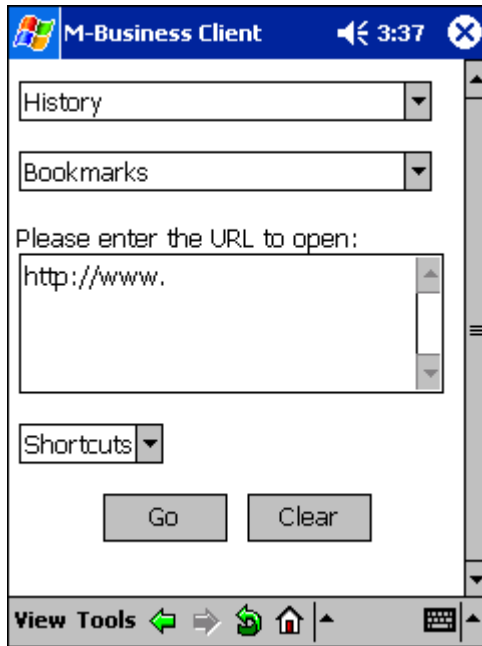 M-Business Client 3:37
History
Bookmarks
Please enter the URL to open:
http://www.
Shortcuts
Go Clear
View Tools